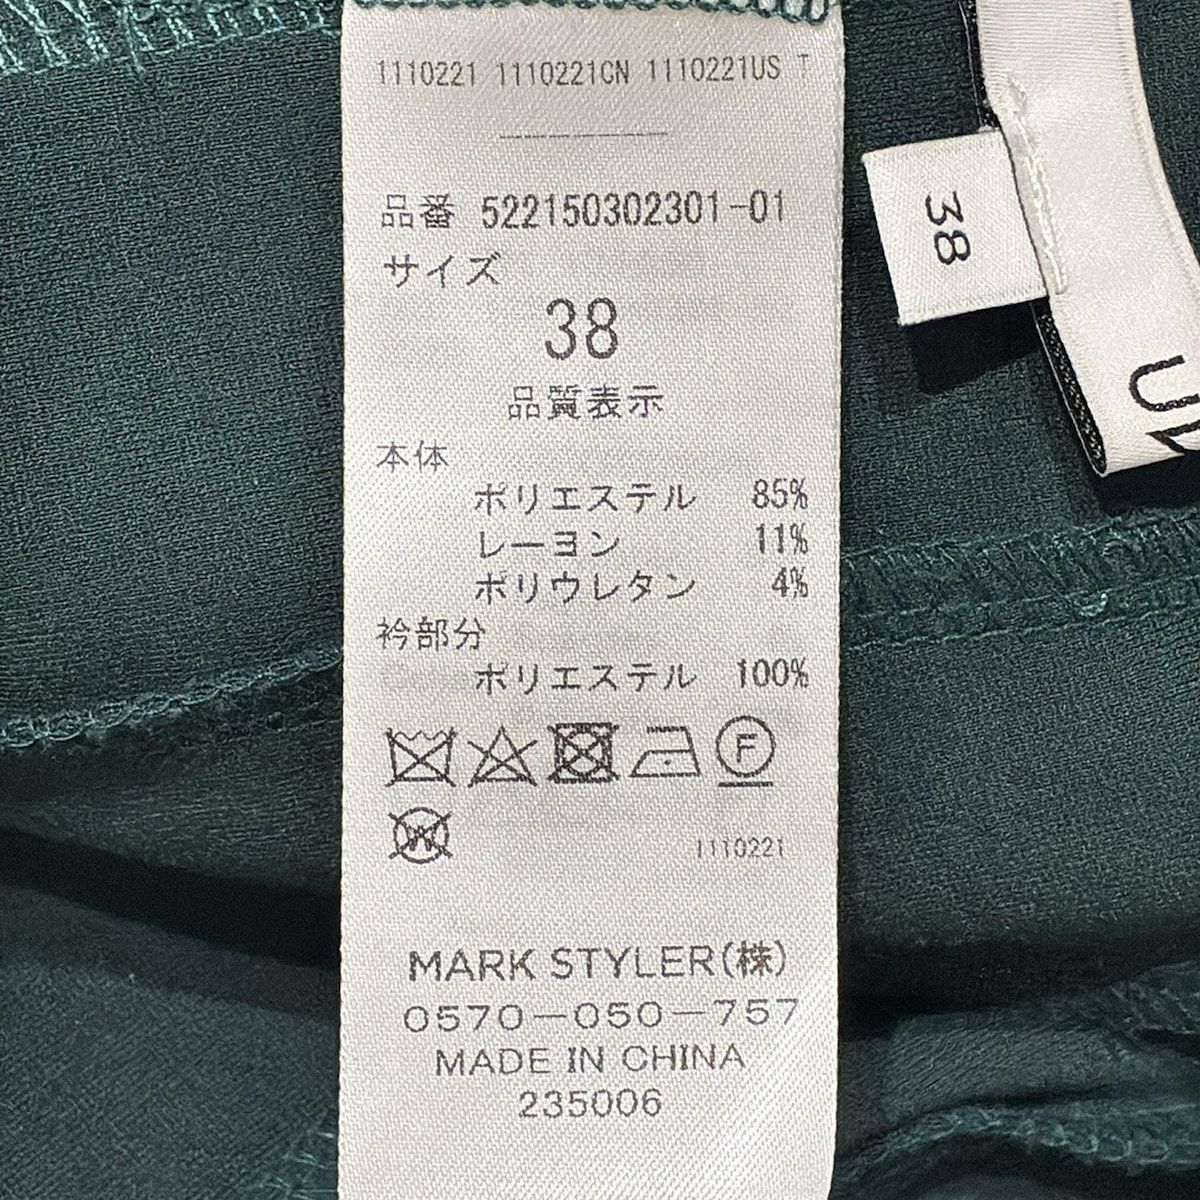 1110221 1110221CN 1110221US T
品番 522150302301-01
サイズ
38
品質表示
本体
ポリエステル 85%
レーヨン 11%
ポリウレタン 4%
衿部分
ポリエステル 100%
F
W
1110221
MARK STYLER(株)
0570-050-757
MADE IN CHINA
235006
38